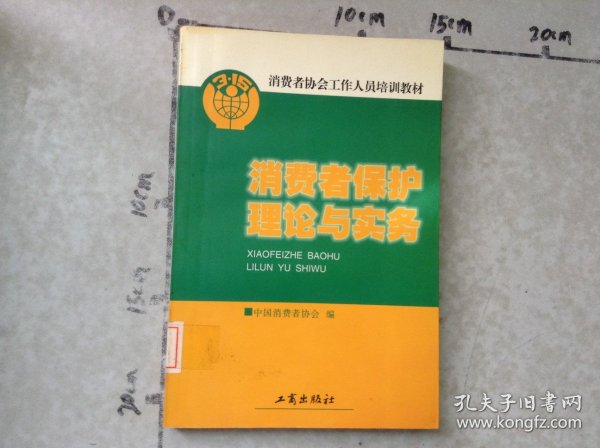 0cm
10cm
15cm
20cm
3·15
消费者协会工作人员培训教材
消费者保护
理论与实务
XIAOFEIZHE BAOHU
LILUN YU SHIWU
■中国消费者协会 编
工商出版社
10cm
15cm
20cm
孔夫子旧书网
www.kongfz.com